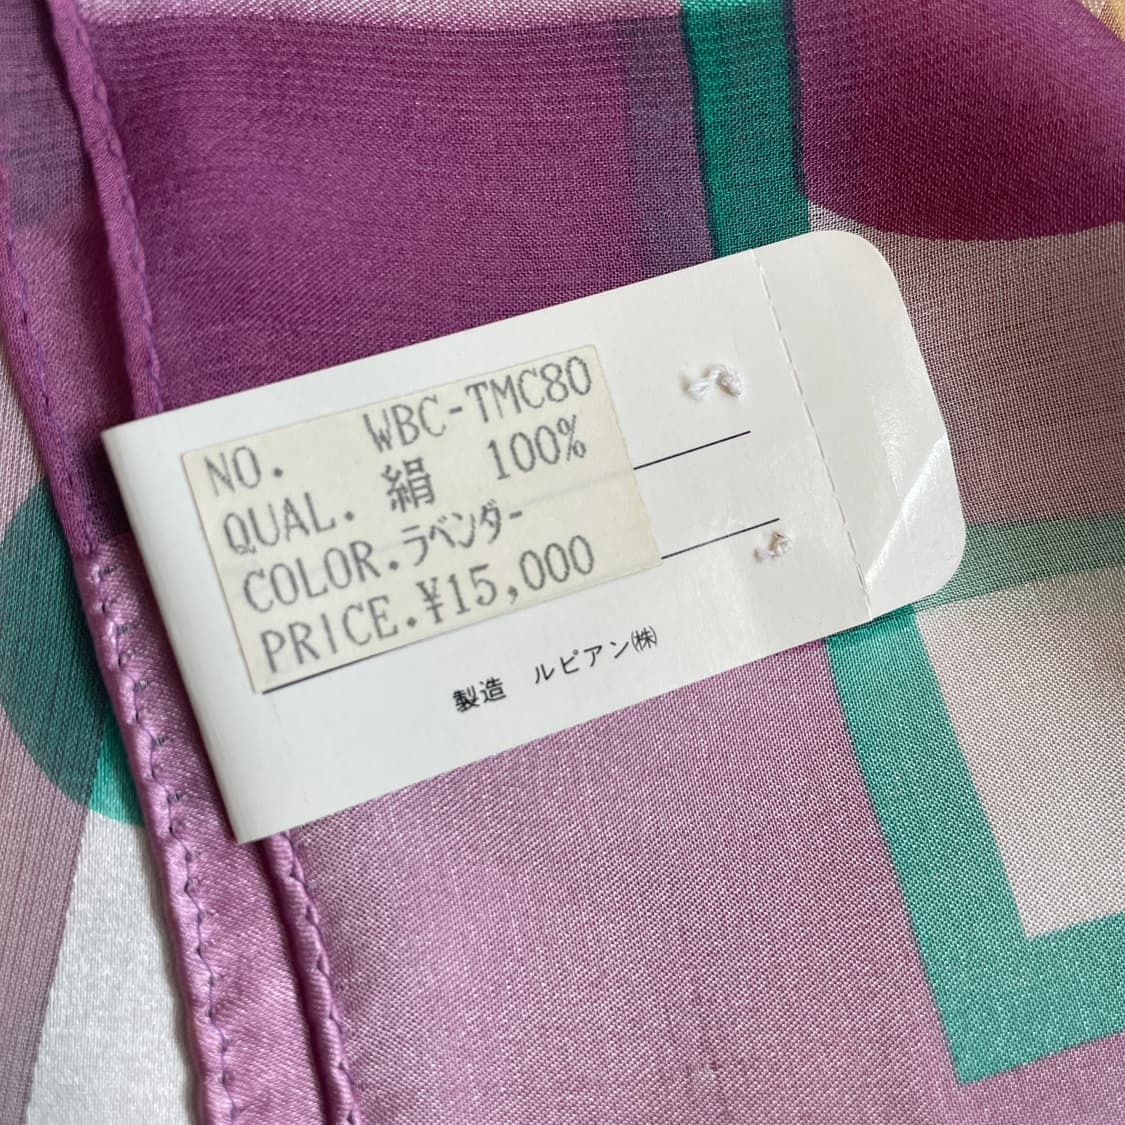 NO. WBC-TMC80
QUAL. 絹 100%
COLOR.ラベンダー
PRICE.¥15,000
製造 ルピアン㈱